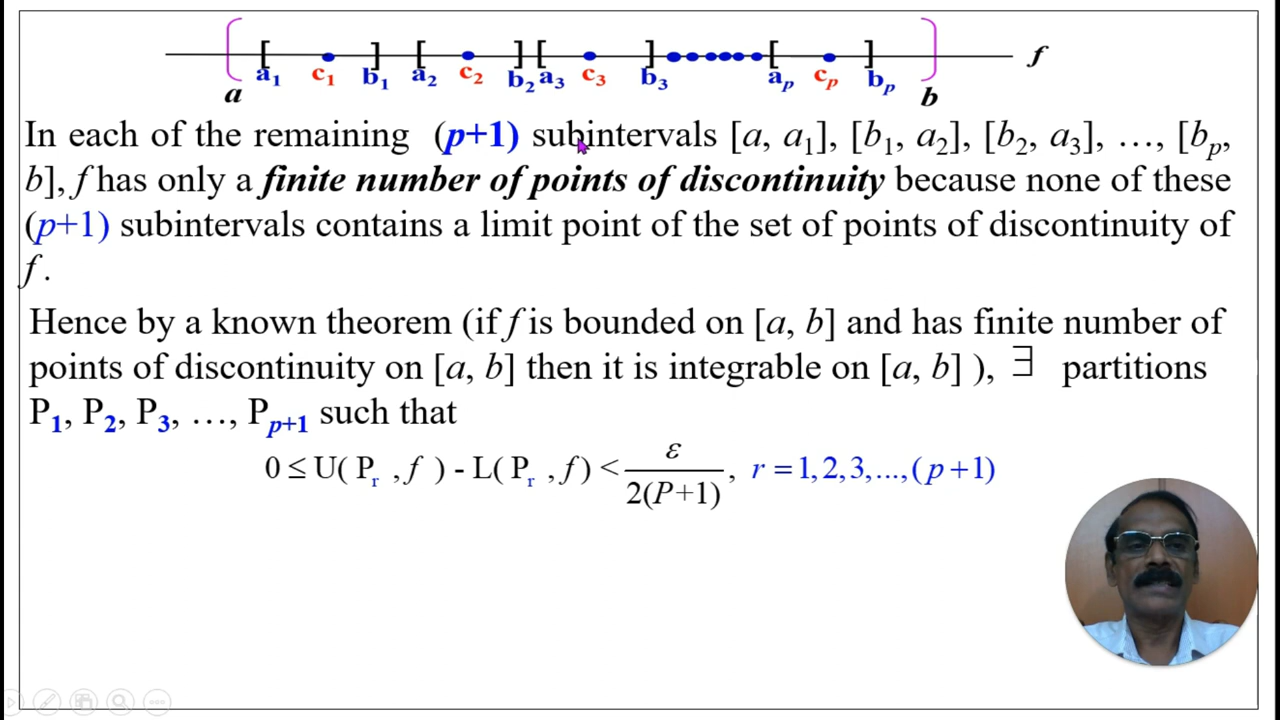 [ [ ] [ ] [ ] [ ] ] f
a₁ c₁ b₁ a₂ c₂ b₂ a₃ c₃ b₃ aₚ cₚ bₚ
a b
In each of the remaining (p+1) subintervals [a, a₁], [b₁, a₂], [b₂, a₃], …, [bₚ,
b], f has only a finite number of points of discontinuity because none of these
(p+1) subintervals contains a limit point of the set of points of discontinuity of
f.
Hence by a known theorem (if f is bounded on [a, b] and has finite number of
points of discontinuity on [a, b] then it is integrable on [a, b] ), ∃ partitions
P₁, P₂, P₃, …, Pₚ₊₁ such that
0 ≤ U( Pᵣ , f ) - L( Pᵣ , f ) < ε / 2(P+1) , r = 1, 2, 3, ..., ( p + 1)